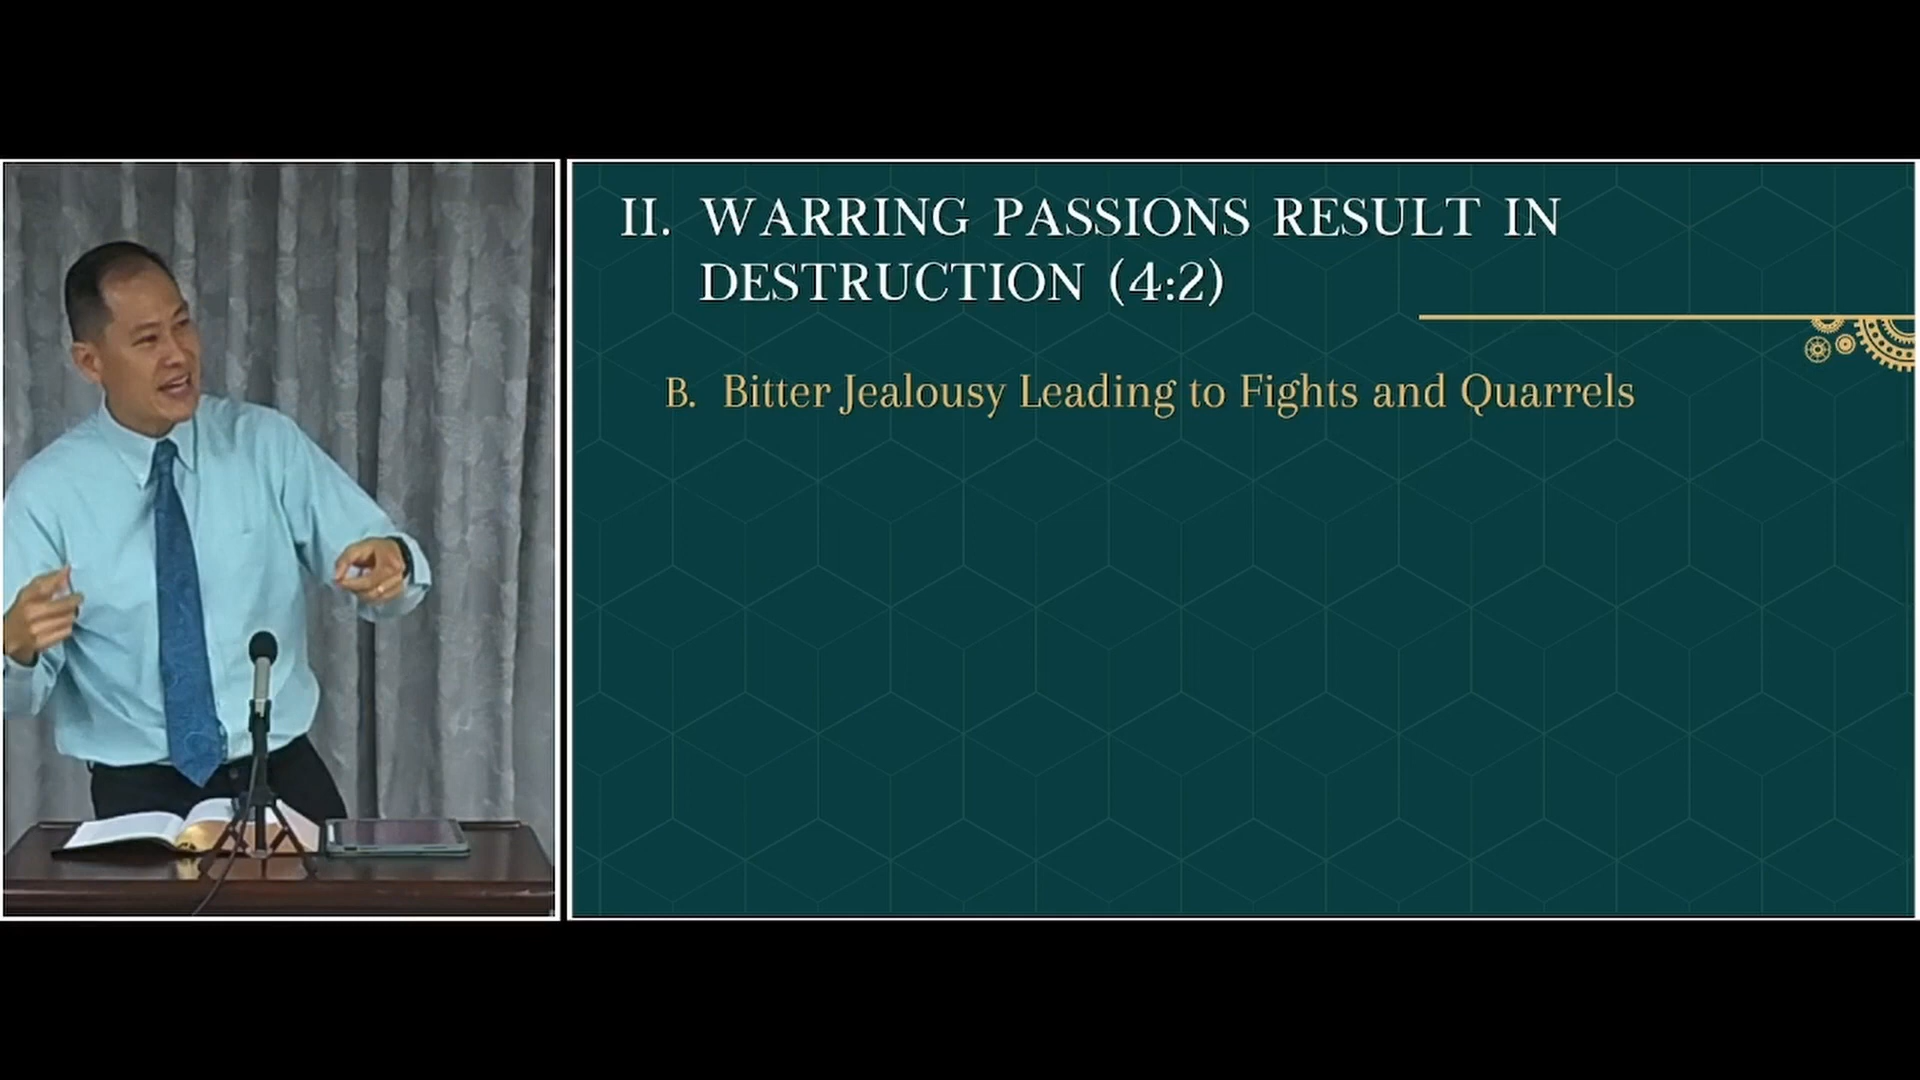 II. WARRING PASSIONS RESULT IN
DESTRUCTION (4:2)
B. Bitter Jealousy Leading to Fights and Quarrels